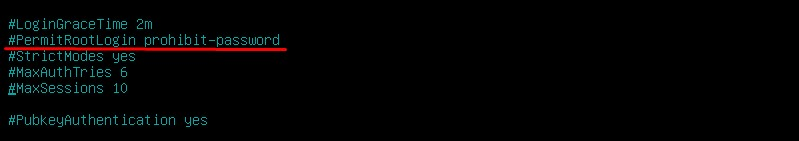 #LoginGraceTime 2m
#PermitRootLogin prohibit-password
#StrictModes yes
#MaxAuthTries 6
#MaxSessions 10
#PubkeyAuthentication yes